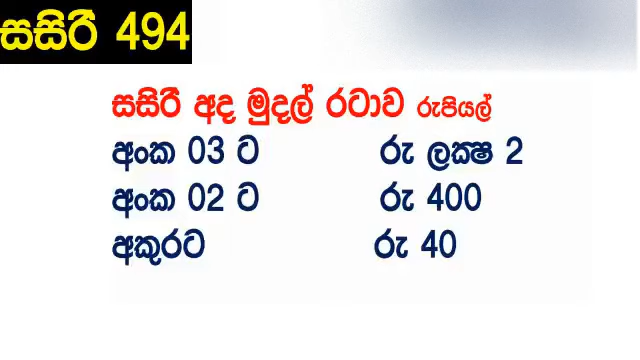 සසිරි 494
සසිරි අද මුදල් රටාව රුපියල්
අංක 03 ට රු ලක්ෂ 2
අංක 02 ට රු 400
අකුරට රු 40